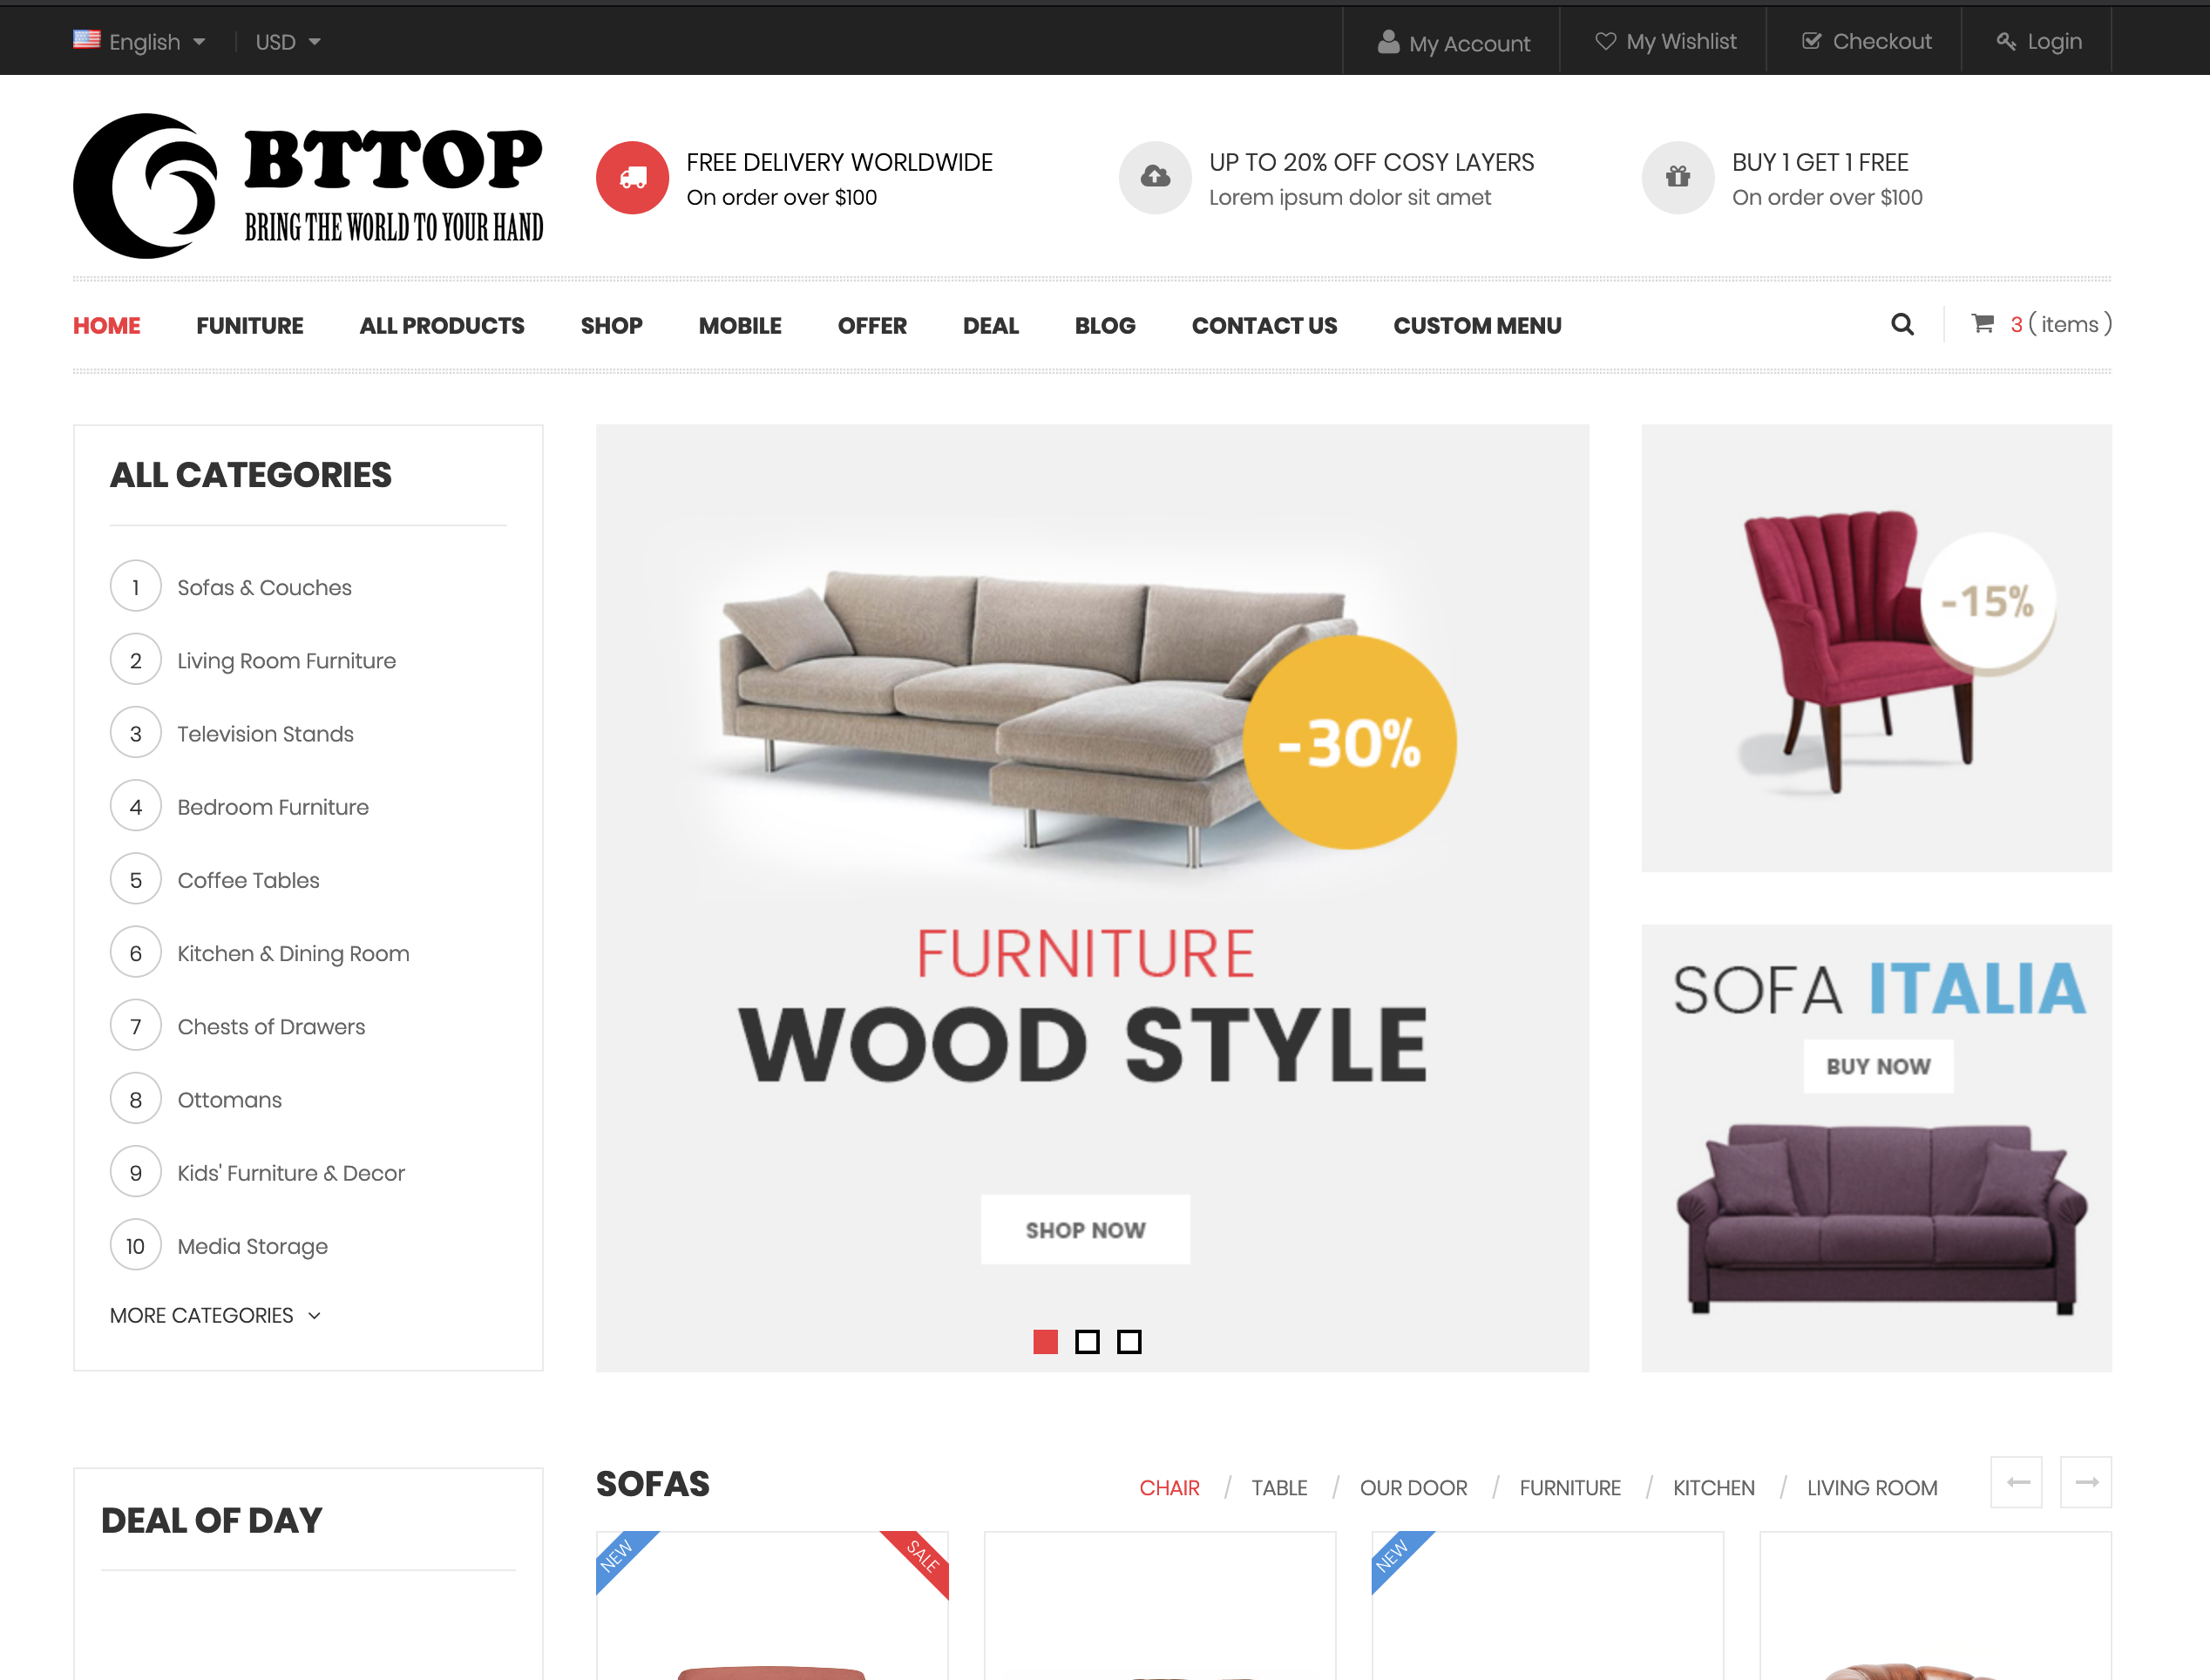 English USD My Account My Wishlist Checkout Login
BTTOP
BRING THE WORLD TO YOUR HAND
FREE DELIVERY WORLDWIDE
On order over $100
UP TO 20% OFF COSY LAYERS
Lorem ipsum dolor sit amet
BUY 1 GET 1 FREE
On order over $100
HOME FUNITURE ALL PRODUCTS SHOP MOBILE OFFER DEAL BLOG CONTACT US CUSTOM MENU 3 ( items )
ALL CATEGORIES
1 Sofas & Couches
2 Living Room Furniture
3 Television Stands
4 Bedroom Furniture
5 Coffee Tables
6 Kitchen & Dining Room
7 Chests of Drawers
8 Ottomans
9 Kids' Furniture & Decor
10 Media Storage
MORE CATEGORIES
-30%
FURNITURE
WOOD STYLE
SHOP NOW
-15%
SOFA ITALIA
BUY NOW
DEAL OF DAY
SOFAS
CHAIR / TABLE / OUR DOOR / FURNITURE / KITCHEN / LIVING ROOM
NEW
SALE
NEW